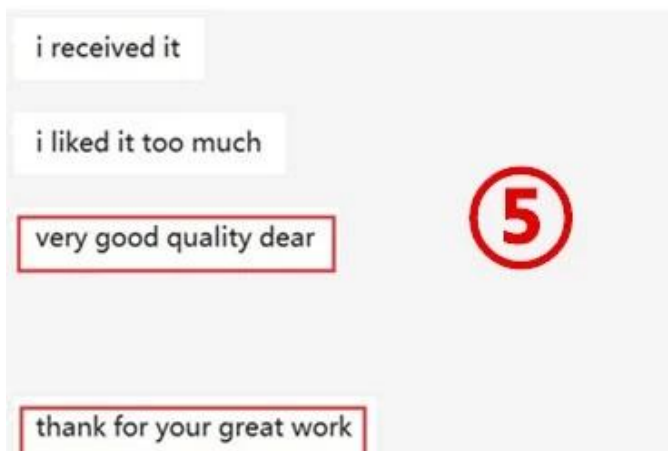 i received it
i liked it too much
very good quality dear
⑤
thank for your great work